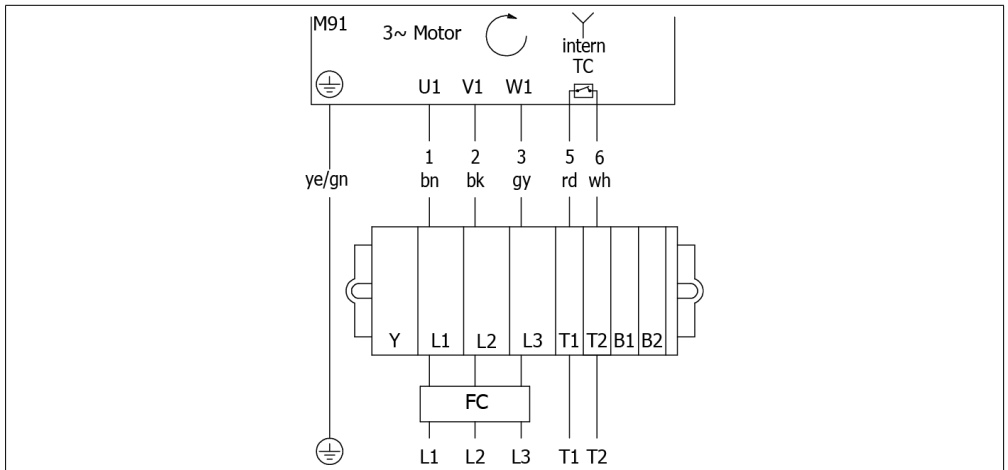 M91
3~ Motor
intern
TC
U1 V1 W1
1 2 3 5 6
ye/gn bn bk gy rd wh
Y L1 L2 L3 T1 T2 B1 B2
FC
L1 L2 L3 T1 T2